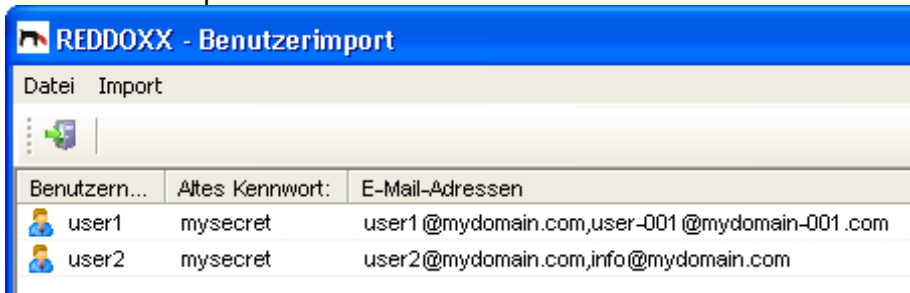 REDDOXX - Benutzerimport
Datei Import
Benutzern... Altes Kennwort: E-Mail-Adressen
user1 mysecret user1@mydomain.com,user-001@mydomain-001.com
user2 mysecret user2@mydomain.com,info@mydomain.com